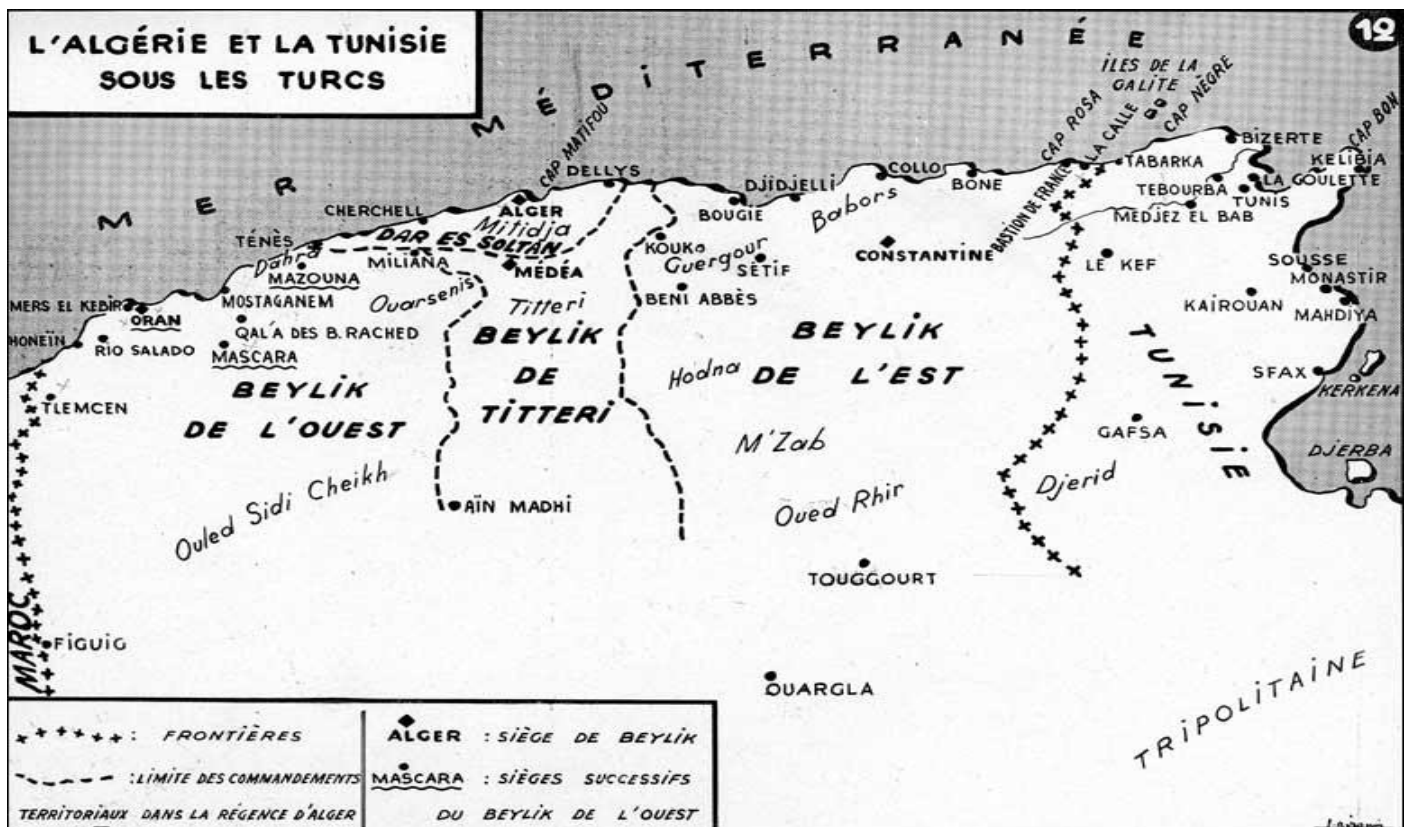 L'ALGÉRIE ET LA TUNISIE
SOUS LES TURCS
12
MER MÉDITERRANÉE
ÎLES DE LA
GALITE
CAP MATIFOU
CAP ROSA
LA CALLE
CAP NÈGRE
CAP BON
BIZERTE
TABARKA
KELIBIA
LA GOULETTE
TEBOURBA
TUNIS
MEDJEZ EL BAB
BASTION DE FRANCE
DELLYS
DJIDJELLI
COLLO
BONE
BOUGIE
Babors
CHERCHELL
ALGER
Mitidja
DAR ES SOLTAN
TÉNÈS
Dahra
MAZOUNA
MILIANA
MÉDÉA
KOUKO
Guergour
SÉTIF
CONSTANTINE
LE KEF
SOUSSE
MONASTIR
KAIROUAN
MAHDIYA
BENI ABBÈS
Ouarsenis
Titteri
MERS EL KEBIR
ORAN
MOSTAGANEM
QAL'A DES B. RACHED
HONEÏN
RIO SALADO
MASCARA
BEYLIK
DE L'OUEST
BEYLIK
DE
TITTERI
BEYLIK
DE L'EST
Hodna
TUNISIE
SFAX
KERKENA
TLEMCEN
M'Zab
GAFSA
DJERBA
Djerid
Ouled Sidi Cheikh
AÏN MADHI
Oued Rhir
TOUGGOURT
MAROC
FIGUIG
OUARGLA
TRIPOLITAINE
: FRONTIÈRES
: LIMITE DES COMMANDEMENTS
TERRITORIAUX DANS LA RÉGENCE D'ALGER
ALGER : SIÈGE DE BEYLIK
MASCARA : SIÈGES SUCCESSIFS
DU BEYLIK DE L'OUEST